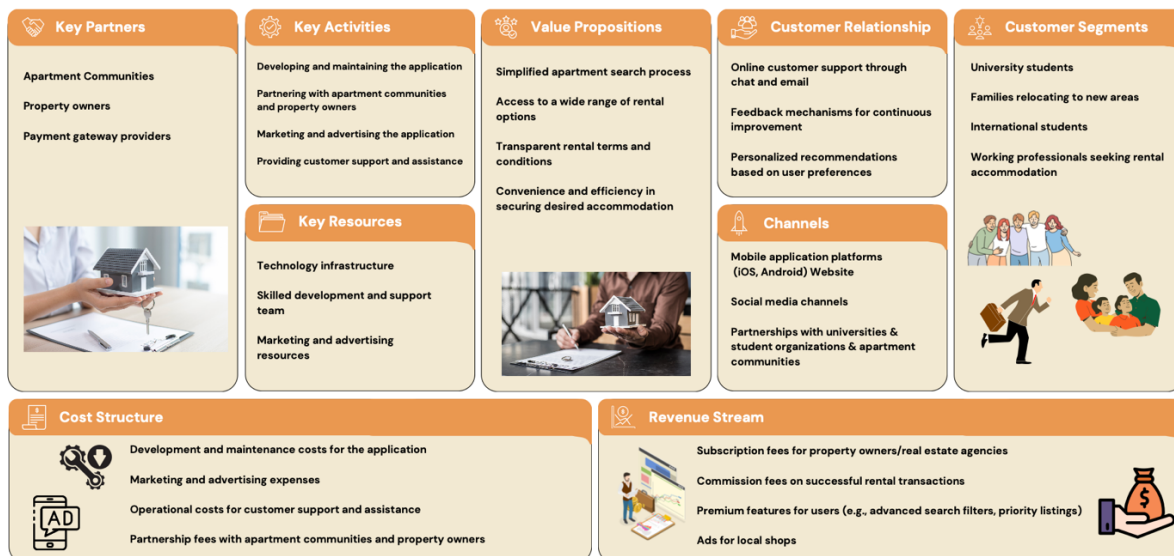 Key Partners
Apartment Communities
Property owners
Payment gateway providers
Key Activities
Developing and maintaining the application
Partnering with apartment communities
and property owners
Marketing and advertising the application
Providing customer support and assistance
Key Resources
Technology infrastructure
Skilled development and support
team
Marketing and advertising
resources
Value Propositions
Simplified apartment search process
Access to a wide range of rental
options
Transparent rental terms and
conditions
Convenience and efficiency in
securing desired accommodation
Customer Relationship
Online customer support through
chat and email
Feedback mechanisms for continuous
improvement
Personalized recommendations
based on user preferences
Channels
Mobile application platforms
(iOS, Android) Website
Social media channels
Partnerships with universities &
student organizations & apartment
communities
Customer Segments
University students
Families relocating to new areas
International students
Working professionals seeking rental
accommodation
Cost Structure
Development and maintenance costs for the application
Marketing and advertising expenses
Operational costs for customer support and assistance
Partnership fees with apartment communities and property owners
AD
Revenue Stream
Subscription fees for property owners/real estate agencies
Commission fees on successful rental transactions
Premium features for users (e.g., advanced search filters, priority listings)
Ads for local shops
$